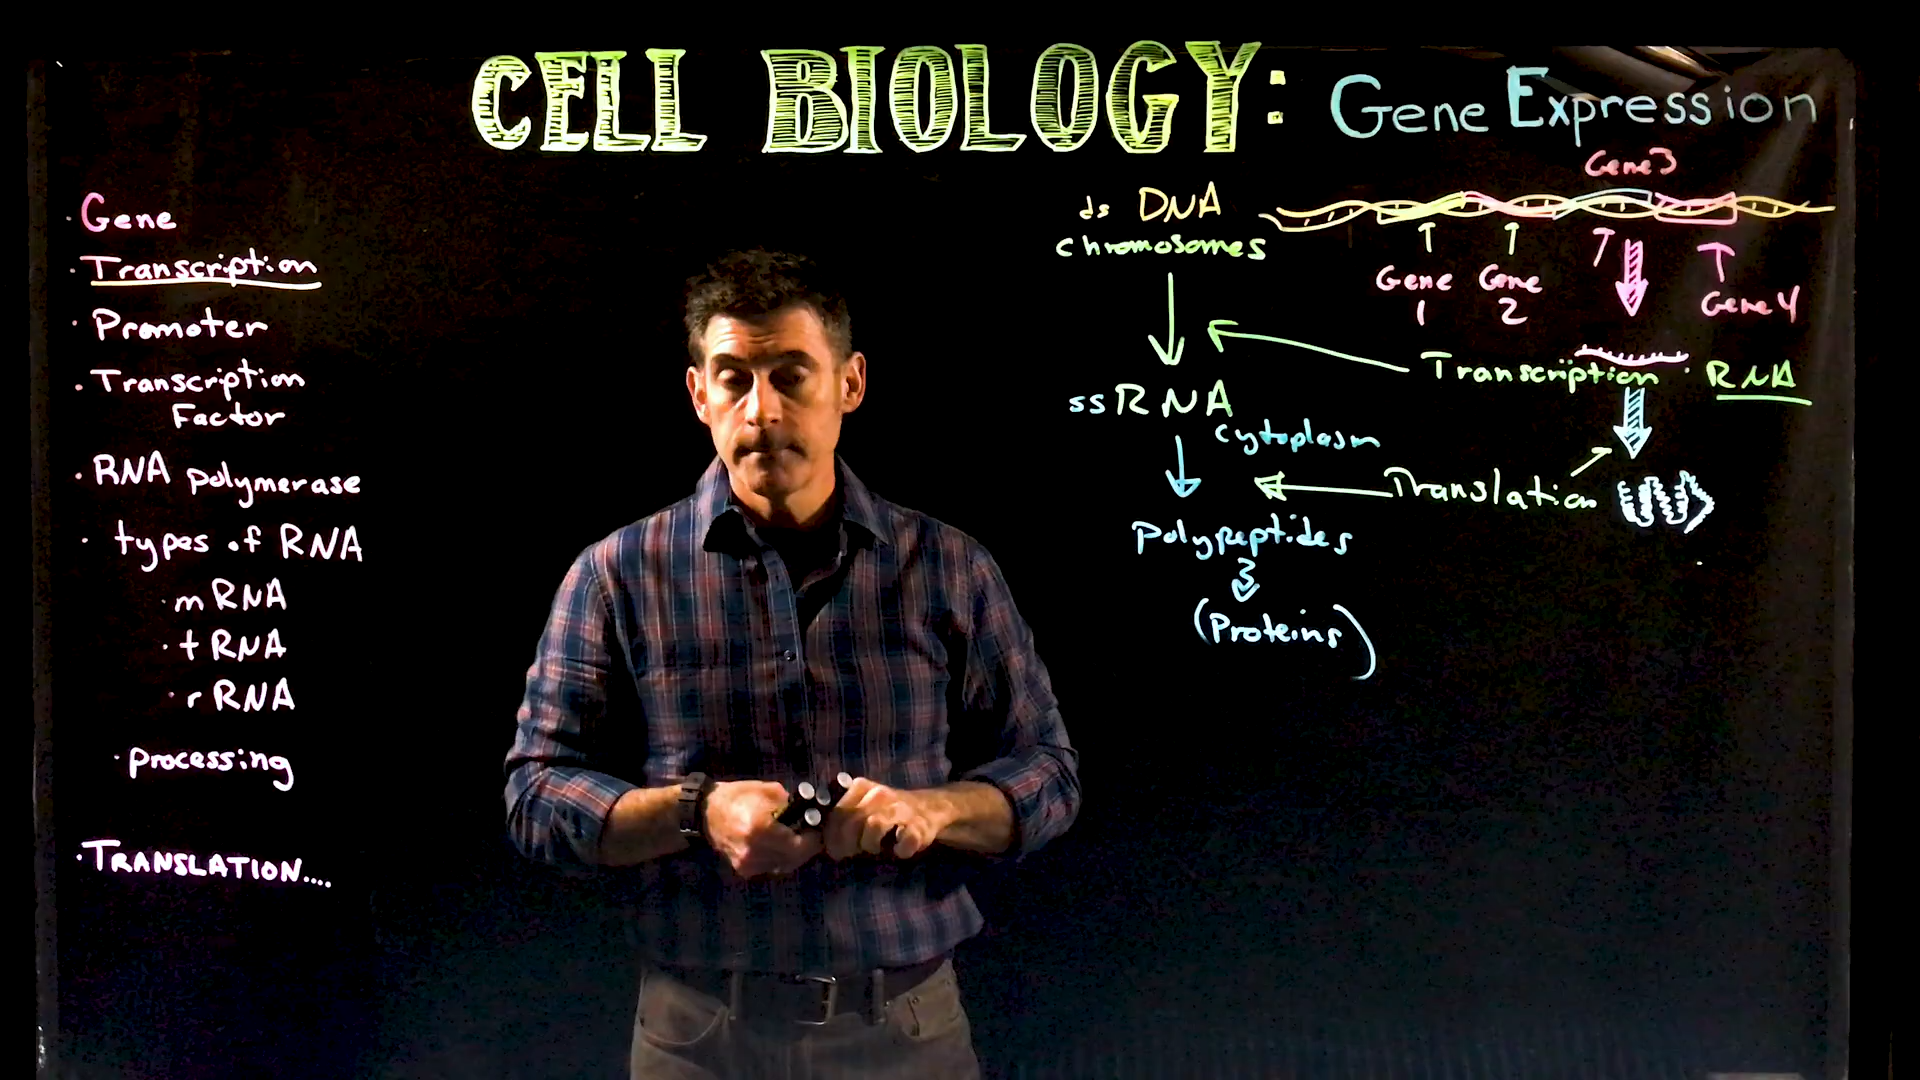 CELL BIOLOGY: Gene Expression
· Gene
· Transcription
· Promoter
· Transcription
Factor
· RNA polymerase
· types of RNA
· mRNA
· tRNA
· rRNA
· processing
· TRANSLATION....
ds DNA
chromosomes
ssRNA
cytoplasm
polypeptides
(Proteins)
Gene 3
Gene
1
Gene
2
Gene 4
Transcription · RNA
Translation